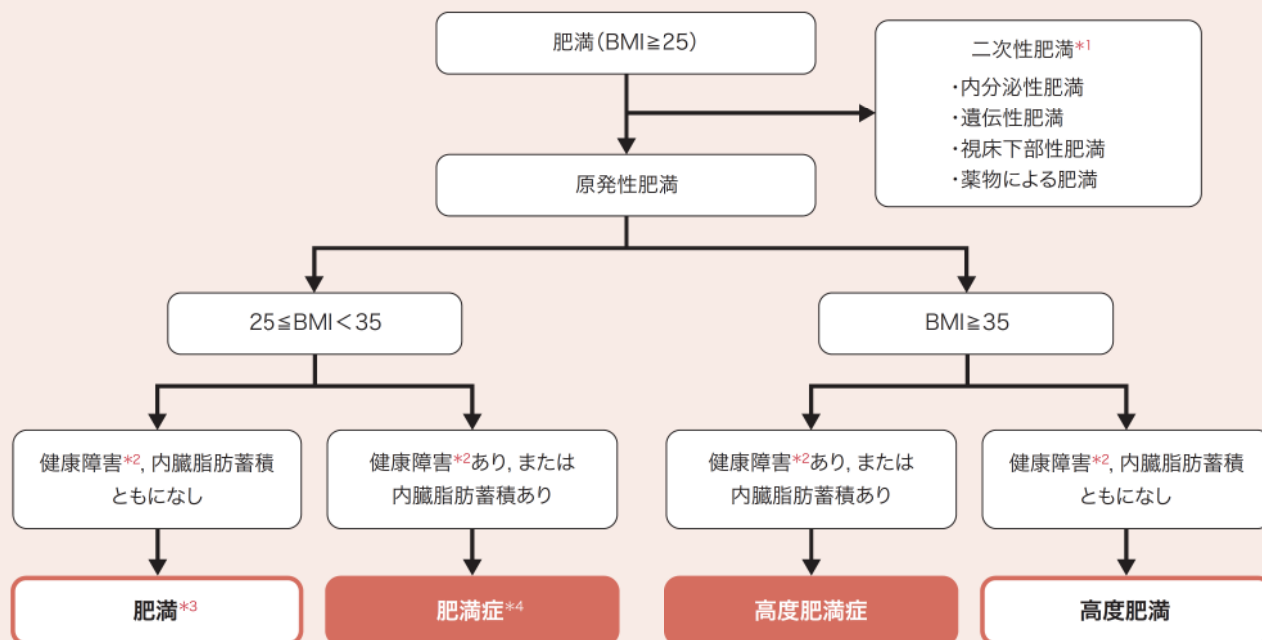 肥満(BMI≧25)
二次性肥満*1
・内分泌性肥満
・遺伝性肥満
・視床下部性肥満
・薬物による肥満
原発性肥満
25≦BMI＜35
BMI≧35
健康障害*2, 内臓脂肪蓄積
ともになし
健康障害*2あり, または
内臓脂肪蓄積あり
健康障害*2あり, または
内臓脂肪蓄積あり
健康障害*2, 内臓脂肪蓄積
ともになし
肥満*3
肥満症*4
高度肥満症
高度肥満